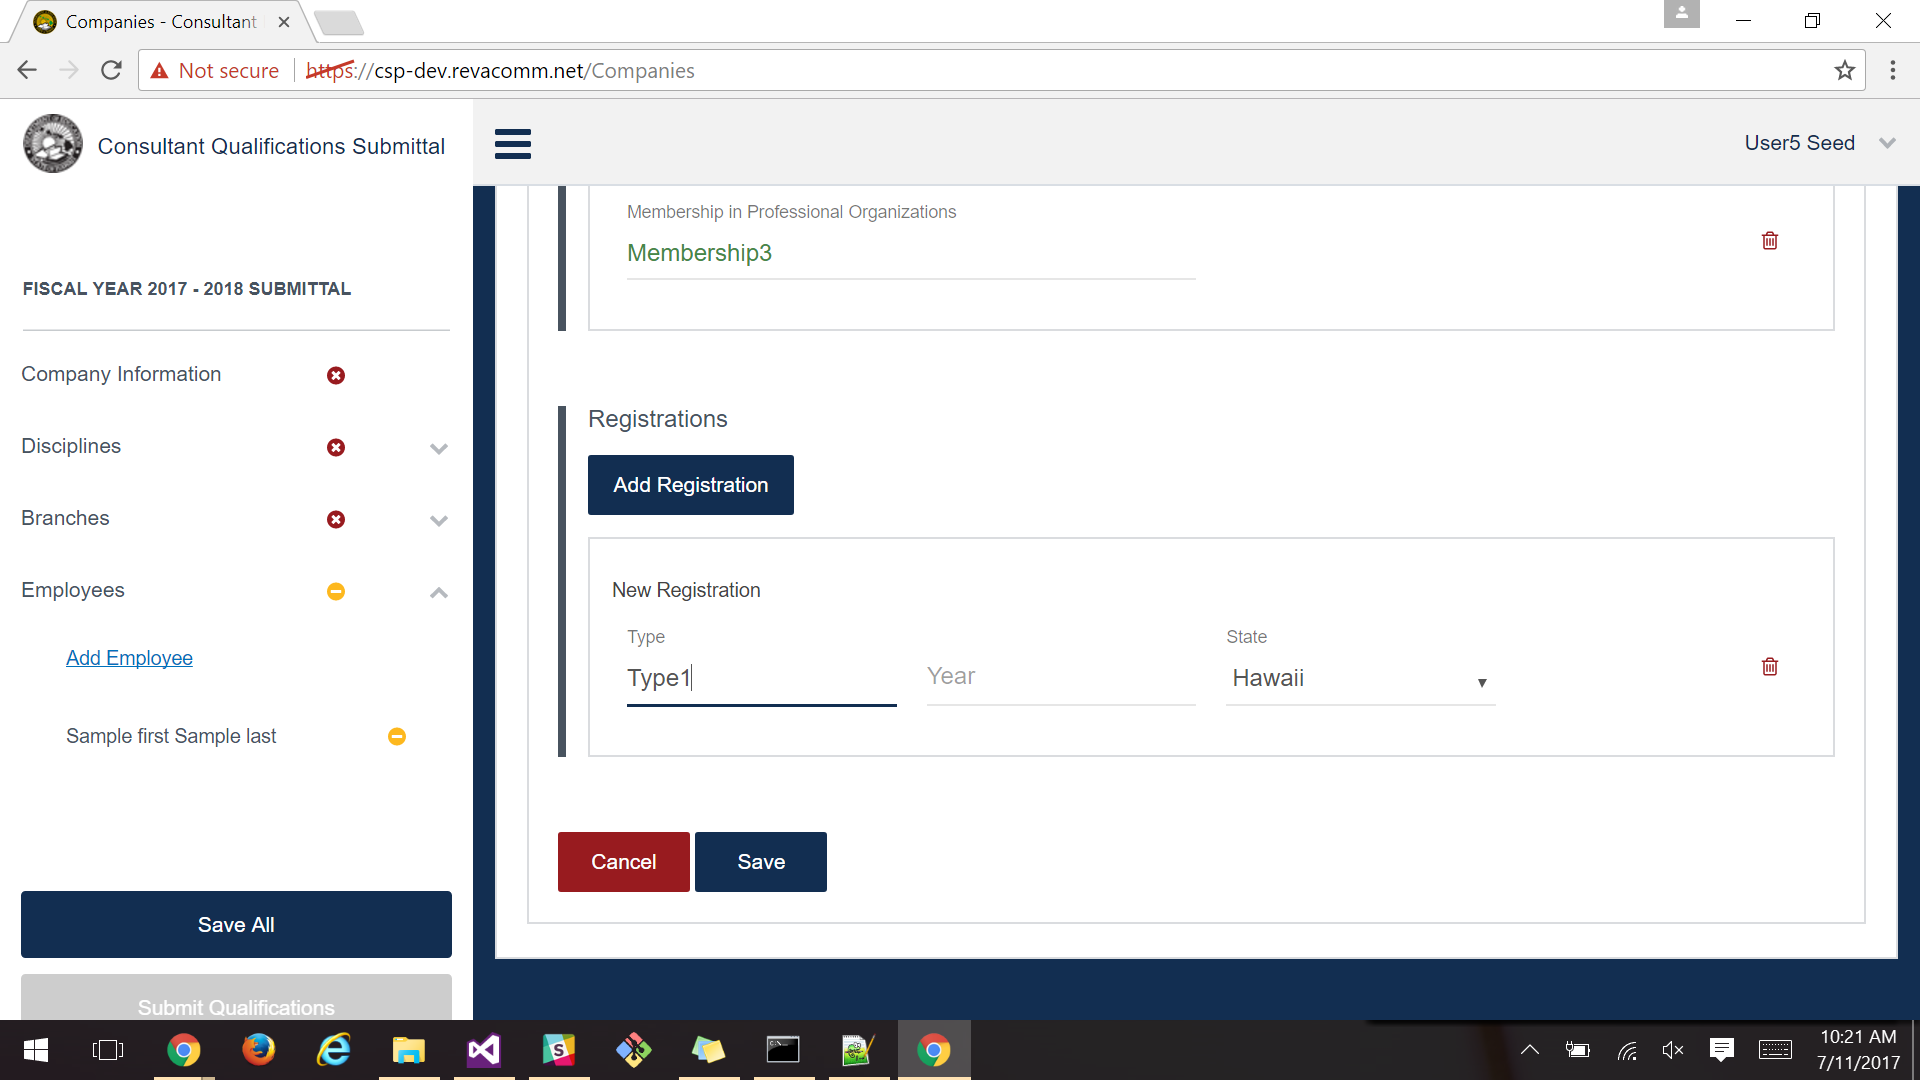 Companies - Consultant
Not secure https://csp-dev.revacomm.net/Companies
Consultant Qualifications Submittal
User5 Seed
FISCAL YEAR 2017 - 2018 SUBMITTAL
Company Information
Disciplines
Branches
Employees
Add Employee
Sample first Sample last
Save All
Submit Qualifications
Membership in Professional Organizations
Membership3
Registrations
Add Registration
New Registration
Type
State
Type1
Year
Hawaii
Cancel
Save
10:21 AM
7/11/2017